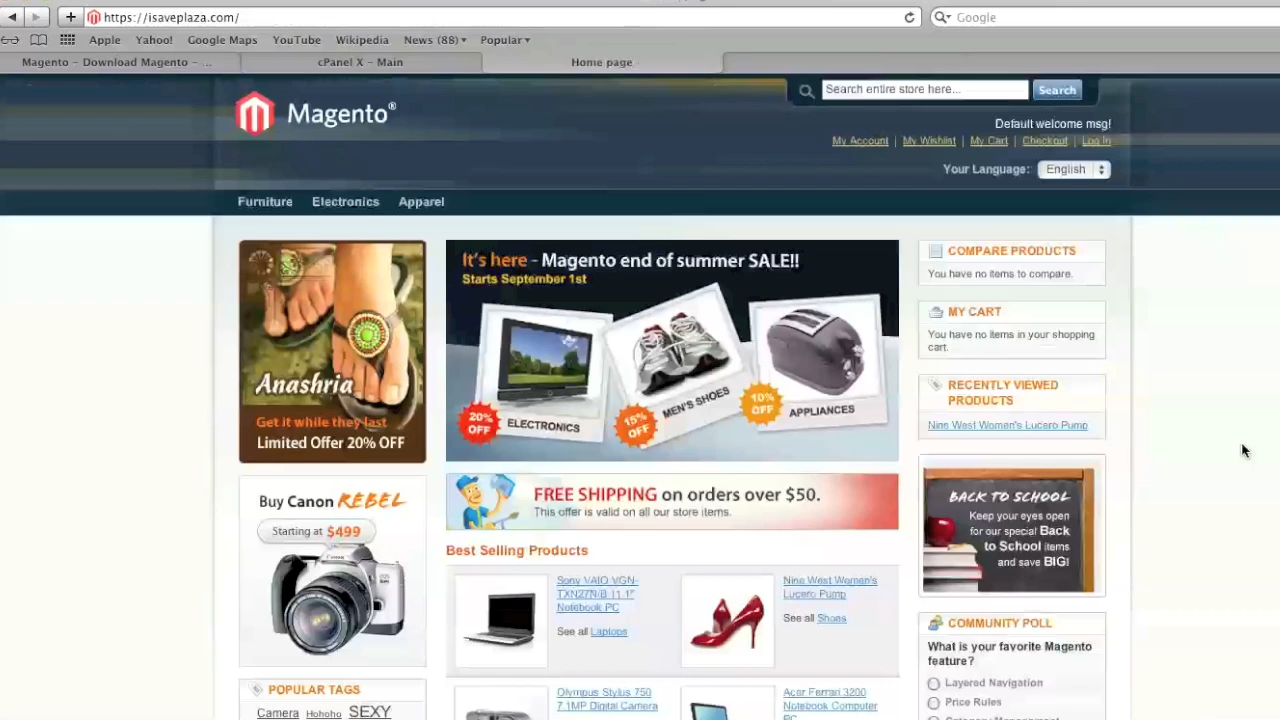 https://isaveplaza.com/
Google
Apple Yahoo! Google Maps YouTube Wikipedia News (88) Popular
Magento - Download Magento - ... cPanel X - Main Home page
Magento®
Search entire store here... Search
Default welcome msg!
My Account | My Wishlist | My Cart | Checkout | Log In
Your Language: English
Furniture Electronics Apparel
Anashria
Get it while they last
Limited Offer 20% OFF
Buy Canon REBEL
Starting at $499
Canon
POPULAR TAGS
Camera Hohoho SEXY
It's here - Magento end of summer SALE!!
Starts September 1st
20% OFF ELECTRONICS
15% OFF MEN'S SHOES
10% OFF APPLIANCES
FREE SHIPPING on orders over $50.
This offer is valid on all our store items.
Best Selling Products
Sony VAIO VGN-
TXN27N/B 11.1"
Notebook PC
See all Laptops
Nine West Women's
Lucero Pump
See all Shoes
Olympus Stylus 750
7.1MP Digital Camera
Acer Ferrari 3200
Notebook Computer
PC
COMPARE PRODUCTS
You have no items to compare.
MY CART
You have no items in your shopping
cart.
RECENTLY VIEWED
PRODUCTS
Nine West Women's Lucero Pump
BACK TO SCHOOL
Keep your eyes open
for our special Back
to School items
and save BIG!
COMMUNITY POLL
What is your favorite Magento
feature?
Layered Navigation
Price Rules